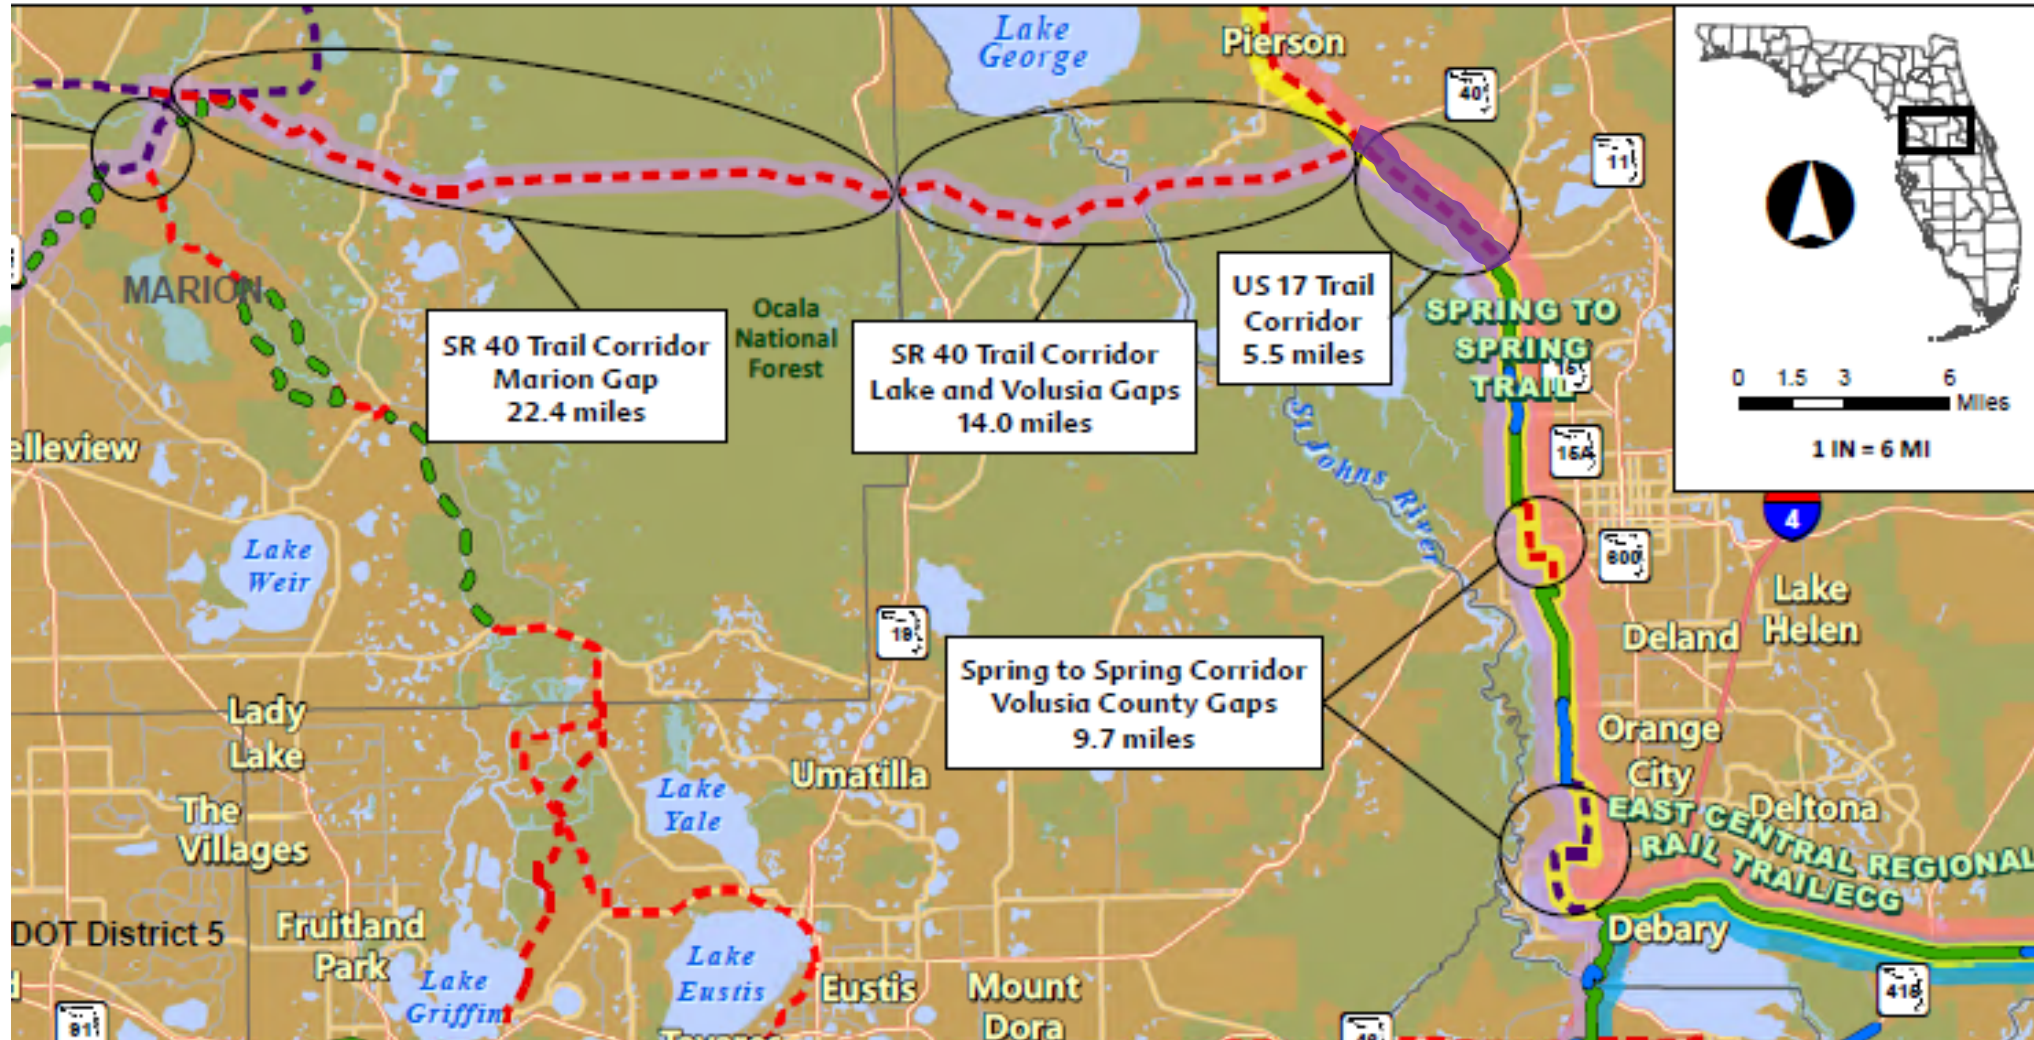 Lake
George
Pierson
40
11
MARION
Ocala
National
Forest
SR 40 Trail Corridor
Marion Gap
22.4 miles
SR 40 Trail Corridor
Lake and Volusia Gaps
14.0 miles
US 17 Trail
Corridor
5.5 miles
SPRING TO
SPRING
TRAIL
0 1.5 3 6
Miles
1 IN = 6 MI
elleview
St Johns River
15A
4
600
Lake
Weir
19
Lake
Helen
Deland
Spring to Spring Corridor
Volusia County Gaps
9.7 miles
Lady
Lake
Orange
City
Umatilla
Lake
Yale
The
Villages
Deltona
EAST CENTRAL REGIONAL
RAIL TRAIL/ECG
DOT District 5
Fruitland
Park
Debary
Lake
Griffin
Lake
Eustis
Eustis
Mount
Dora